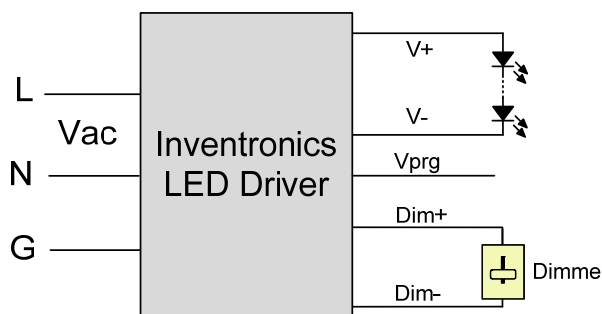 L
Vac
N
G
Inventronics
LED Driver
V+
V-
Vprg
Dim+
Dim-
Dimme